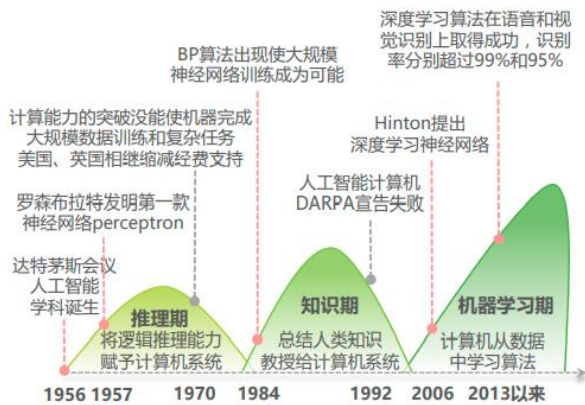 深度学习算法在语音和视
觉识别上取得成功，识别
率分别超过99%和95%
BP算法出现使大规模
神经网络训练成为可能
计算能力的突破没能使机器完成
大规模数据训练和复杂任务
美国、英国相继缩减经费支持
Hinton提出
深度学习神经网络
人工智能计算机
DARPA宣告失败
罗森布拉特发明第一款
神经网络perceptron
达特茅斯会议
人工智能
学科诞生
推理期
将逻辑推理能力
赋予计算机系统
知识期
总结人类知识
教授给计算机系统
机器学习期
计算机从数据
中学习算法
1956 1957 1970 1984 1992 2006 2013以来